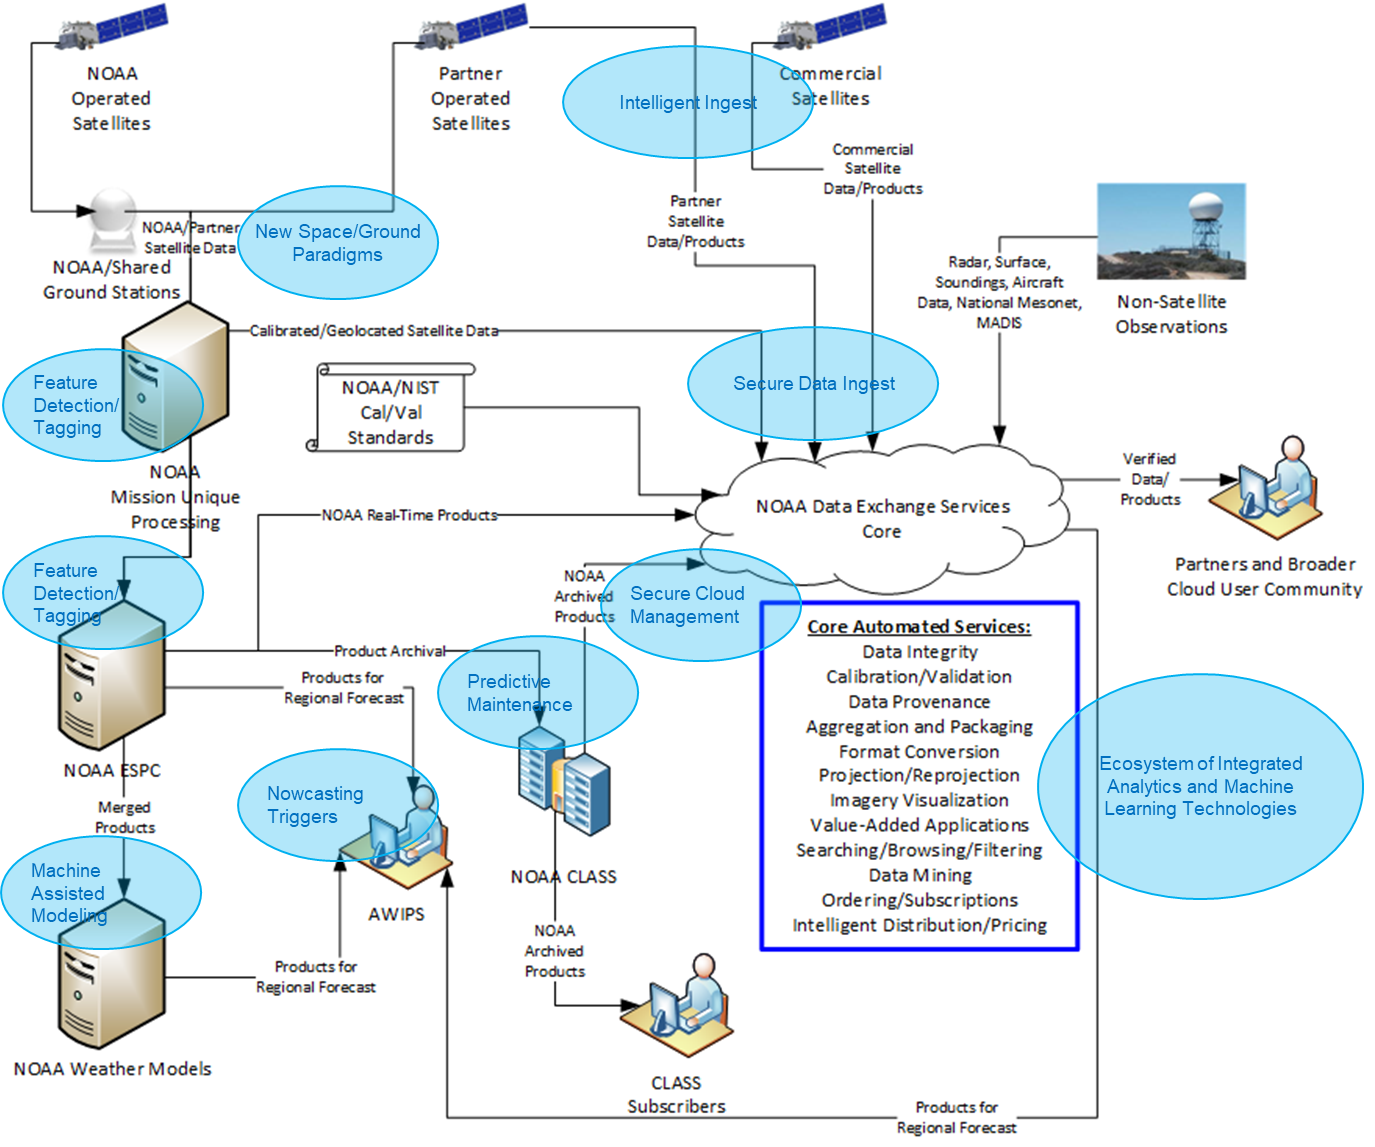 NOAA
Operated
Satellites
Partner
Operated
Satellites
Intelligent Ingest
Commercial
Satellites
Commercial
Satellite
Data/Products
Partner
Satellite
Data/Products
NOAA/Partner
Satellite Data
New Space/Ground
Paradigms
NOAA/Shared
Ground Stations
Radar, Surface,
Soundings, Aircraft
Data, National Mesonet,
MADIS
Non-Satellite
Observations
Calibrated/Geolocated Satellite Data
Feature
Detection/
Tagging
NOAA/NIST
Cal/Val
Standards
Secure Data Ingest
NOAA
Mission Unique
Processing
NOAA Real-Time Products
NOAA Data Exchange Services
Core
Verified
Data/
Products
Partners and Broader
Cloud User Community
Feature
Detection/
Tagging
NOAA
Archived
Products
Secure Cloud
Management
Product Archival
Products for
Regional Forecast
Predictive
Maintenance
Core Automated Services:
Data Integrity
Calibration/Validation
Data Provenance
Aggregation and Packaging
Format Conversion
Projection/Reprojection
Imagery Visualization
Value-Added Applications
Searching/Browsing/Filtering
Data Mining
Ordering/Subscriptions
Intelligent Distribution/Pricing
Ecosystem of Integrated
Analytics and Machine
Learning Technologies
NOAA ESPC
Merged
Products
Nowcasting
Triggers
NOAA CLASS
AWIPS
Machine
Assisted
Modeling
NOAA
Archived
Products
Products for
Regional Forecast
NOAA Weather Models
CLASS
Subscribers
Products for
Regional Forecast